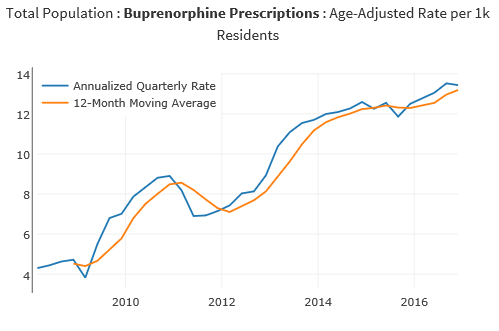 Total Population : Buprenorphine Prescriptions : Age-Adjusted Rate per 1k
Residents
14
Annualized Quarterly Rate
12-Month Moving Average
12
10
8
6
4
2010 2012 2014 2016